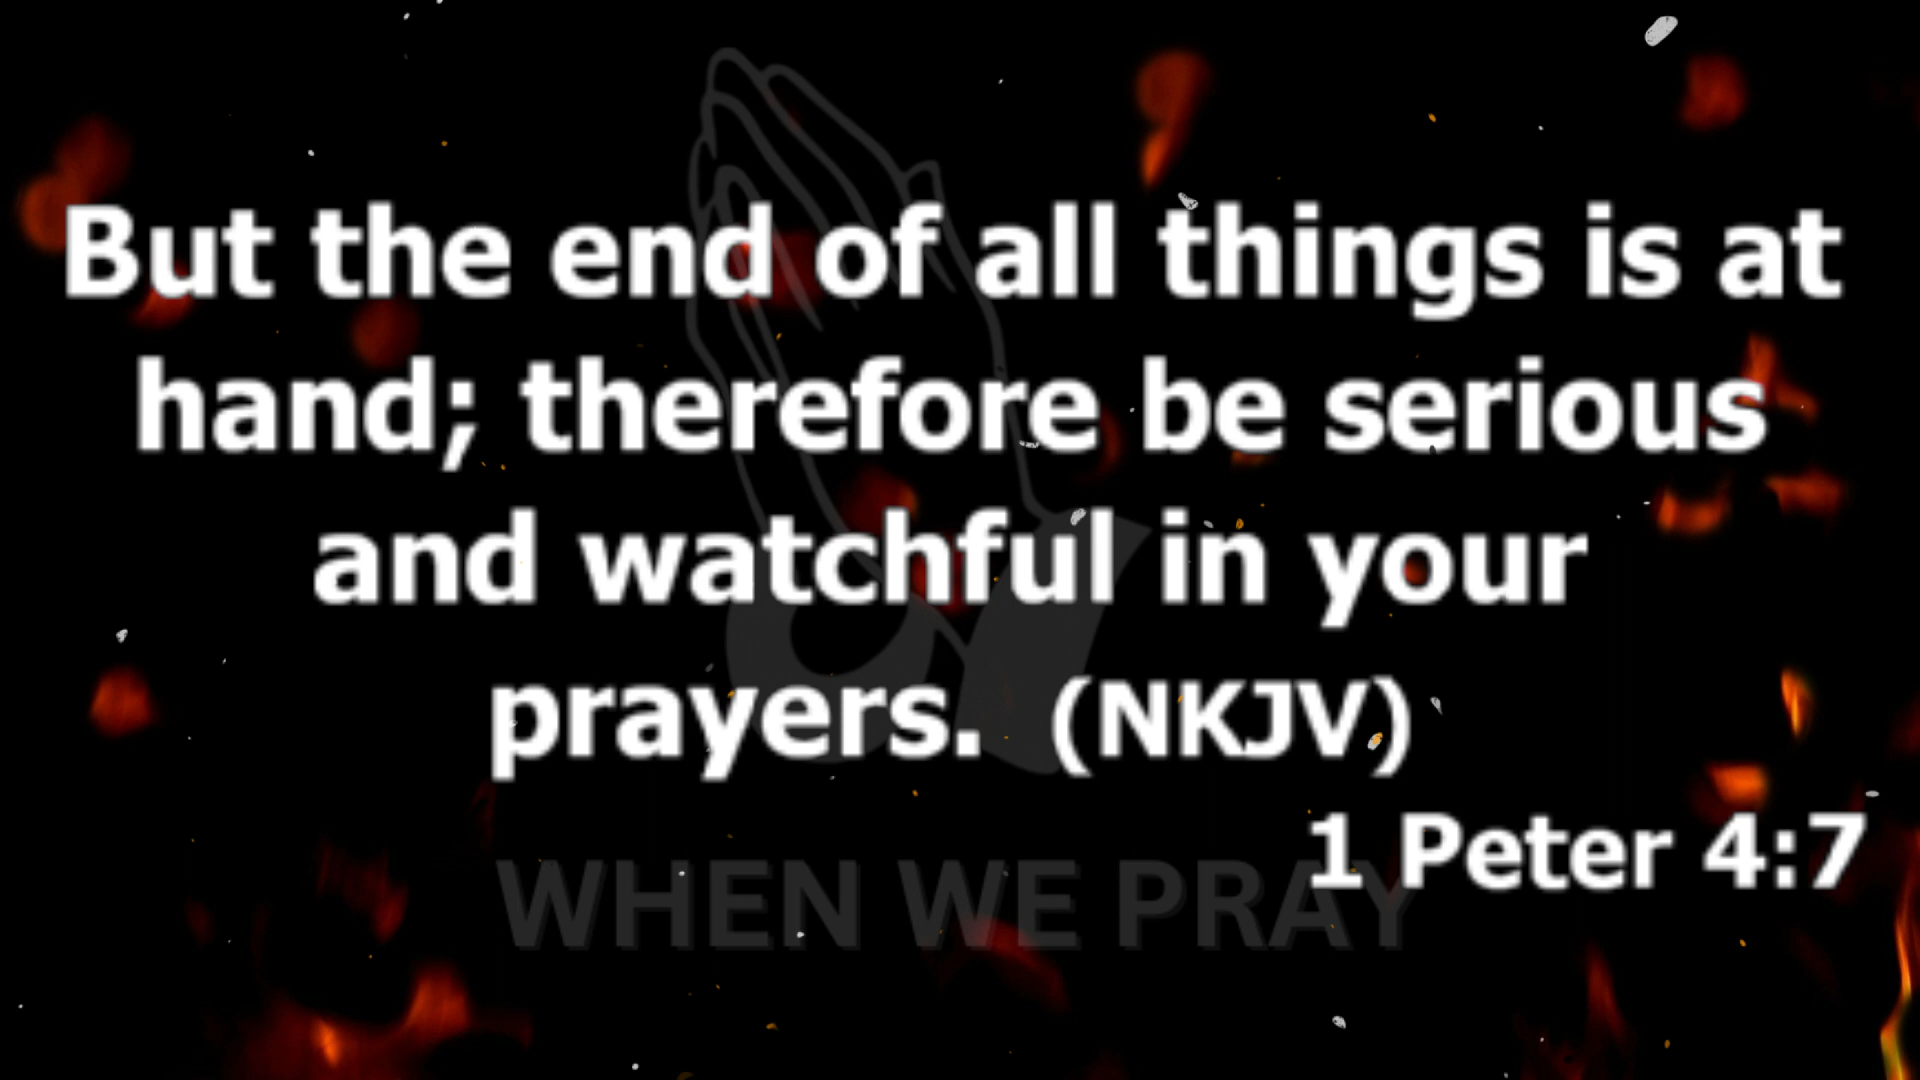 But the end of all things is at
hand; therefore be serious
and watchful in your
prayers. (NKJV)
1 Peter 4:7
WHEN WE PRAY